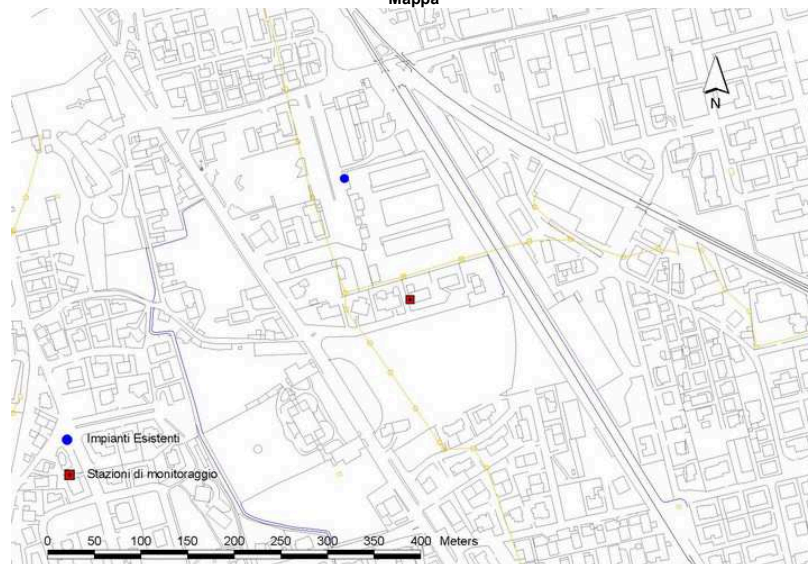 Mappa
N
Impianti Esistenti
Stazioni di monitoraggio
0 50 100 150 200 250 300 350 400 Meters